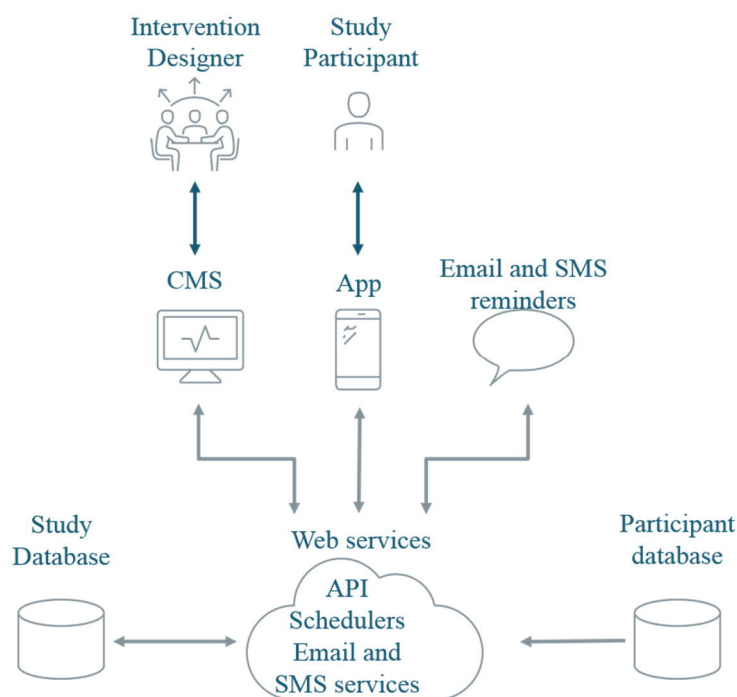 Intervention
Designer
Study
Participant
CMS
App
Email and SMS
reminders
Study
Database
Web services
Participant
database
API
Schedulers
Email and
SMS services